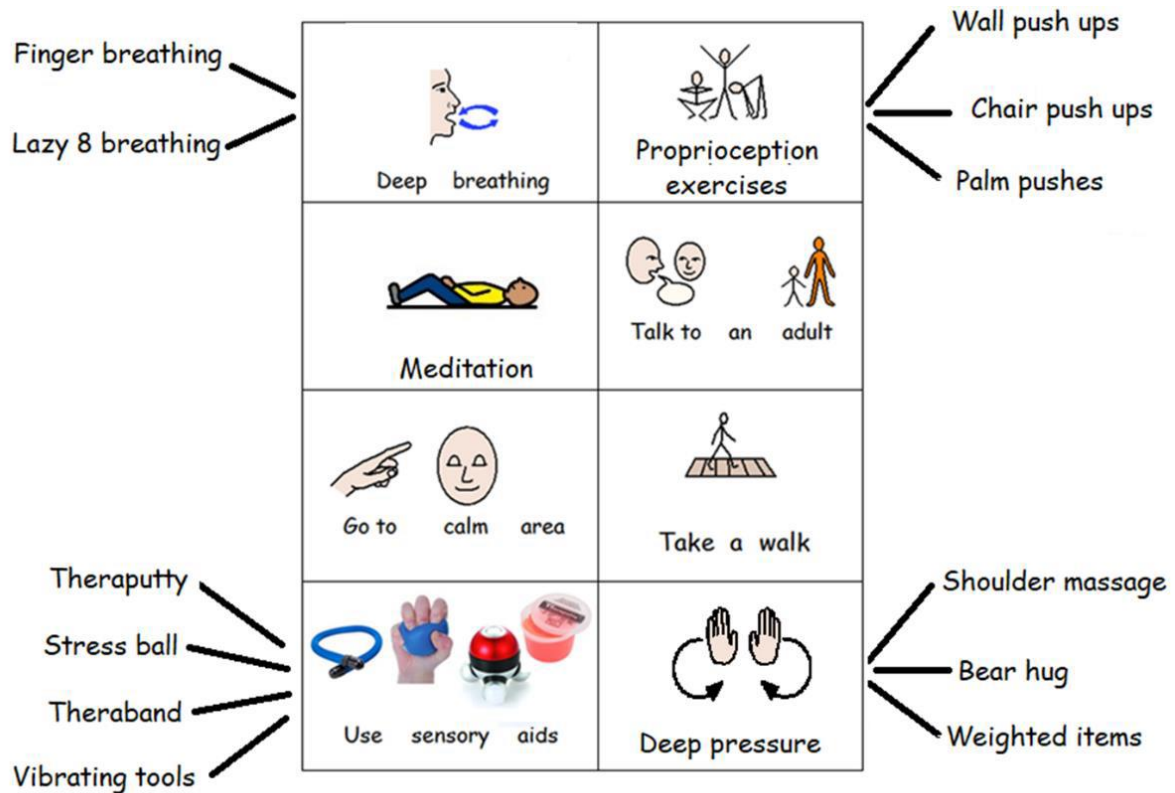 Finger breathing
Lazy 8 breathing
Deep breathing
Proprioception
exercises
Wall push ups
Chair push ups
Palm pushes
Meditation
Talk to an adult
Go to calm area
Take a walk
Theraputty
Stress ball
Theraband
Vibrating tools
Use sensory aids
Deep pressure
Shoulder massage
Bear hug
Weighted items